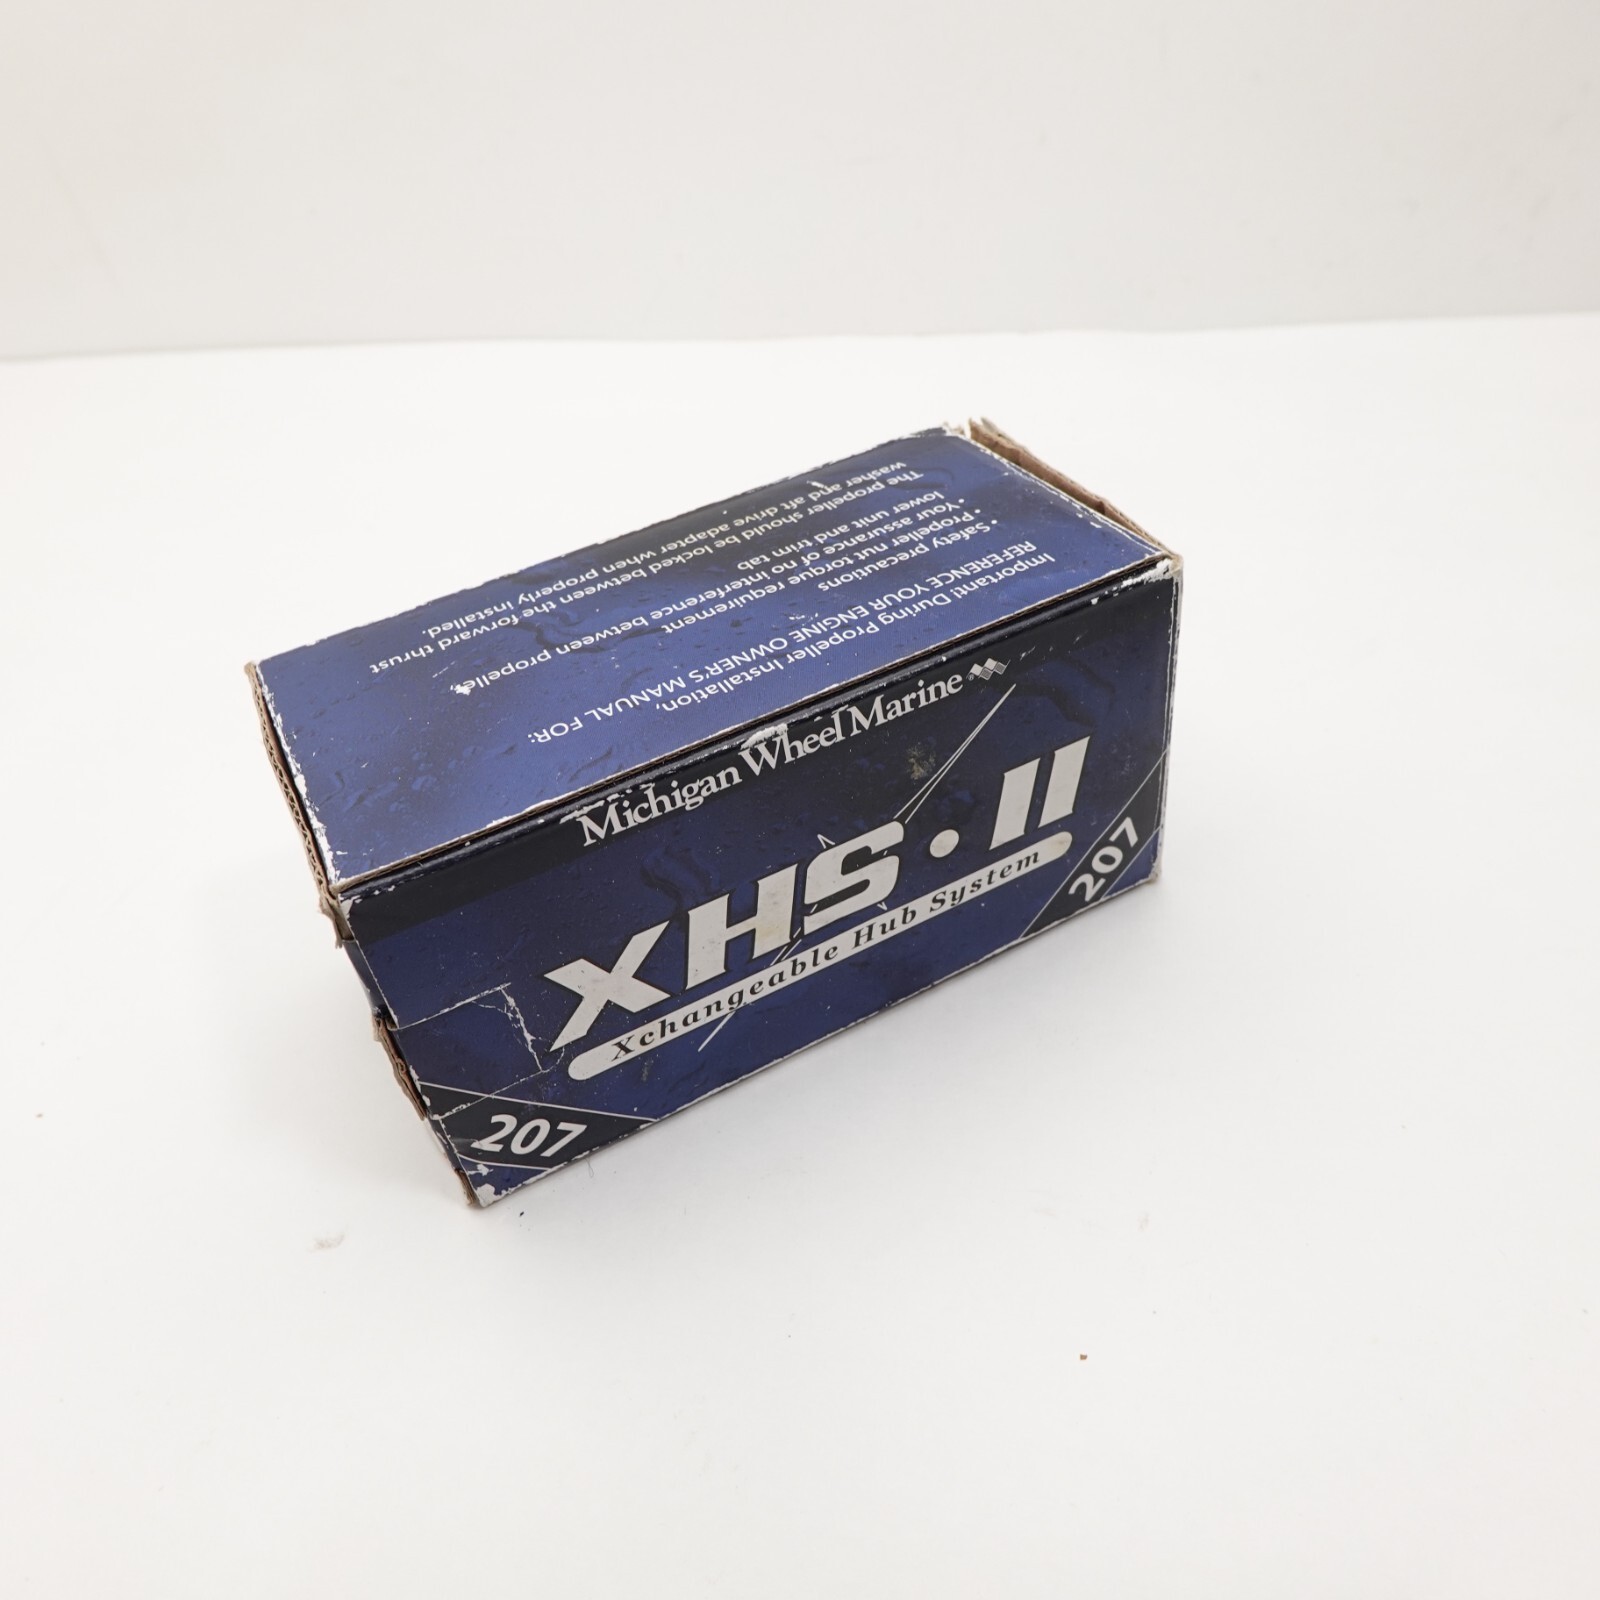 Important! During Propeller Installation,
REFERENCE YOUR ENGINE OWNER'S MANUAL FOR:
• Safety precautions
• Propeller nut torque requirement
• Your assurance of no interference between propeller,
lower unit and trim tab
The propeller should be locked between the forward thrust
washer and aft drive adapter when properly installed.
Michigan Wheel Marine
XHS•II
Xchangeable Hub System
207
207